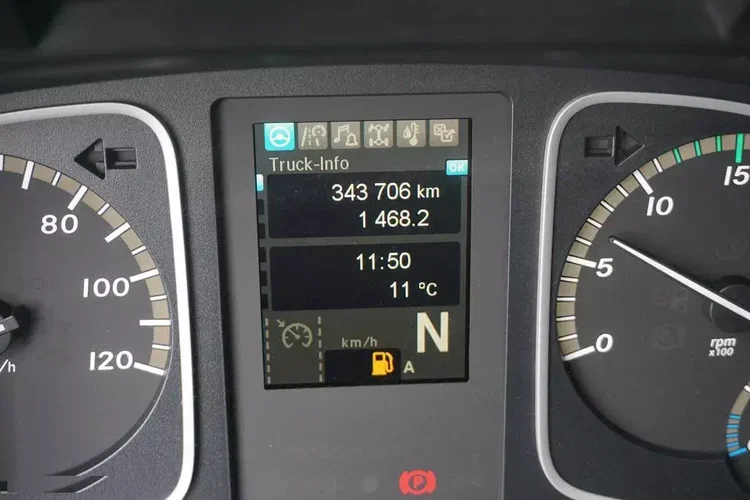 Truck-Info
OK
343 706 km
1 468.2
11:50
11 °C
km/h
N
A
80
100
120
/h
0
5
10
15
rpm
x100
P